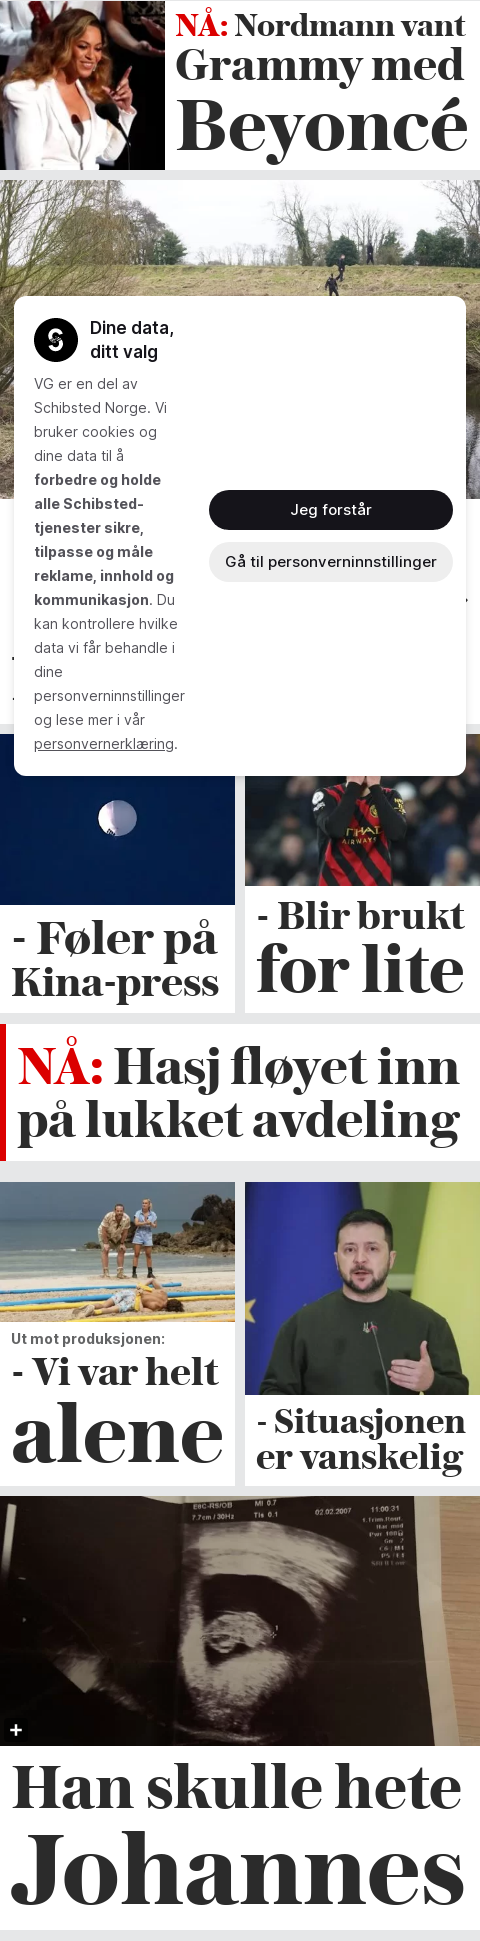 NÅ: Nordmann vant
Grammy med
Beyoncé
Dine data,
ditt valg
VG er en del av
Schibsted Norge. Vi
bruker cookies og
dine data til å
forbedre og holde
alle Schibsted-
tjenester sikre,
tilpasse og måle
reklame, innhold og
kommunikasjon. Du
kan kontrollere hvilke
data vi får behandle i
dine
personverninnstillinger
og lese mer i vår
personvernerklæring.
Jeg forstår
Gå til personverninnstillinger
- Føler på
Kina-press
- Blir brukt
for lite
NÅ: Hasj fløyet inn
på lukket avdeling
Ut mot produksjonen:
- Vi var helt
alene
- Situasjonen
er vanskelig
7.7cm / 30Hz
MI 0.7
TIs 0.1
02.02.2007
11:00:31
Han skulle hete
Johannes